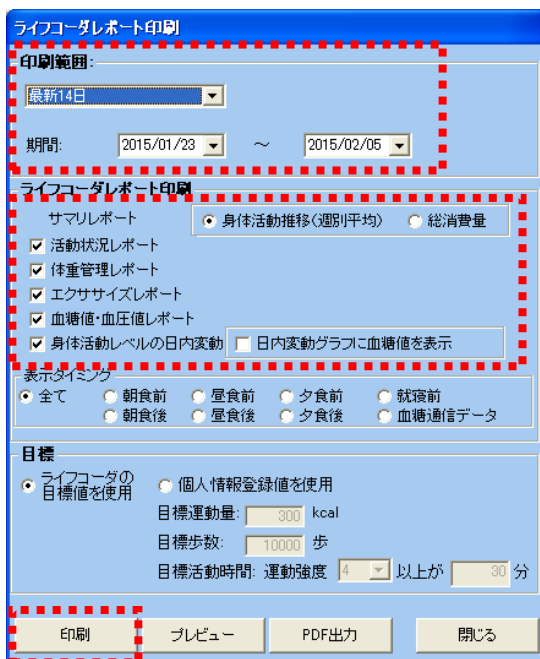 ライフコーダレポート印刷
印刷範囲:
最新14日
期間: 2015/01/23 ～ 2015/02/05
ライフコーダレポート印刷
サマリレポート 身体活動推移(週別平均) 総消費量
活動状況レポート
体重管理レポート
エクササイズレポート
血糖値・血圧値レポート
身体活動レベルの日内変動 日内変動グラフに血糖値を表示
表示タイミング
全て 朝食前 昼食前 夕食前 就寝前
朝食後 昼食後 夕食後 血糖通信データ
目標
ライフコーダの
目標値を使用 個人情報登録値を使用
目標運動量: 300 kcal
目標歩数: 10000 歩
目標活動時間: 運動強度 4 以上が 30 分
印刷 プレビュー PDF出力 閉じる